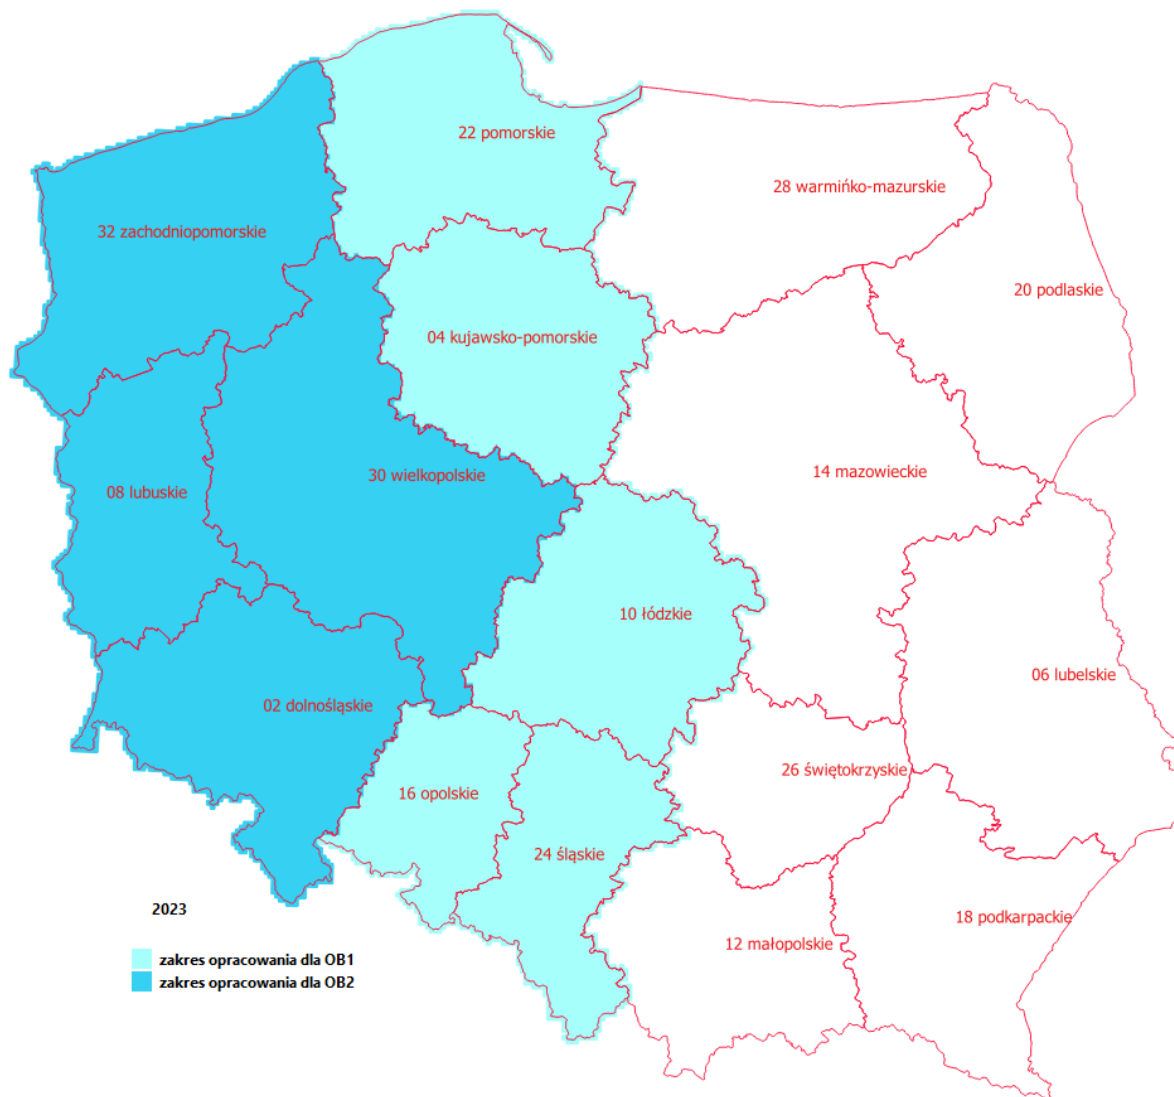 22 pomorskie
28 warmińko-mazurskie
32 zachodniopomorskie
20 podlaskie
04 kujawsko-pomorskie
14 mazowieckie
30 wielkopolskie
08 lubuskie
10 łódzkie
06 lubelskie
02 dolnośląskie
26 świętokrzyskie
16 opolskie
24 śląskie
18 podkarpackie
12 małopolskie
2023
zakres opracowania dla OB1
zakres opracowania dla OB2